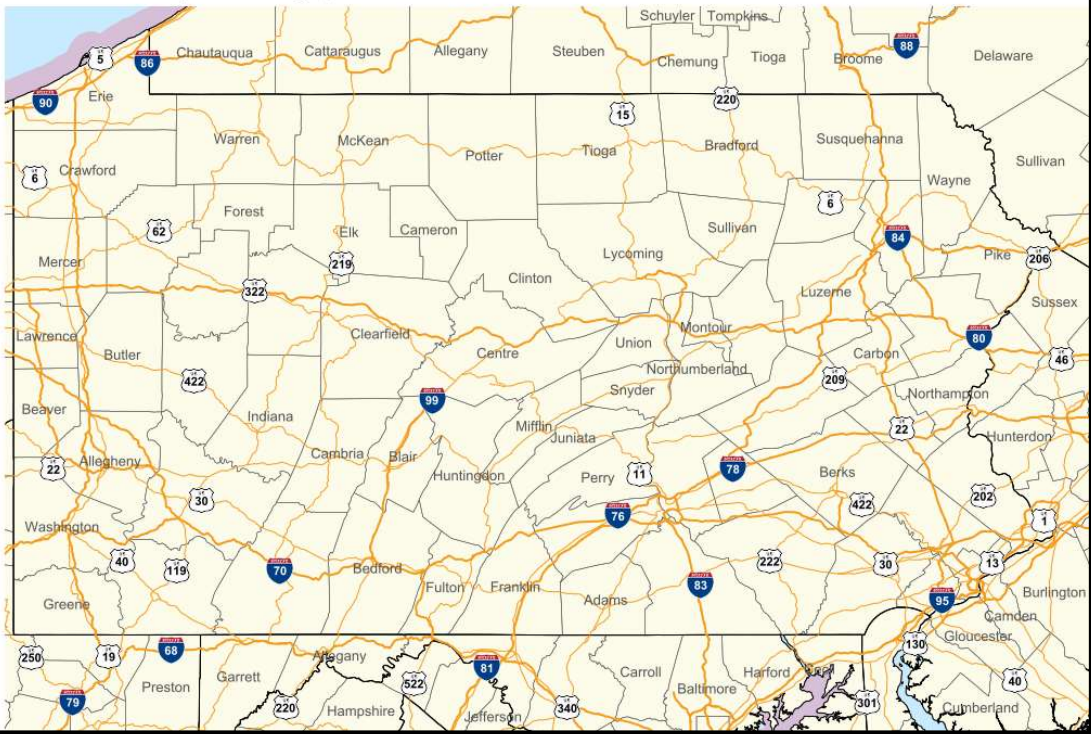 Schuyler Tompkins
5
86
Chautauqua
Cattaraugus
Allegany
Steuben
Chemung
Tioga
Broome
88
Delaware
90
Erie
Warren
McKean
Potter
15
Tioga
220
Bradford
Susquehanna
Sullivan
6
Crawford
Wayne
Forest
62
Elk
Cameron
Sullivan
6
84
Mercer
219
Lycoming
Pike
206
322
Clinton
Luzerne
Sussex
Lawrence
Butler
Clearfield
Centre
Union
Montour
80
46
422
99
Northumberland
Snyder
Carbon
209
Northampton
Beaver
Indiana
Mifflin
Juniata
22
Hunterdon
22
Allegheny
Cambria
Blair
Huntingdon
Perry
11
78
Berks
30
76
422
202
1
Washington
40
119
70
Bedford
Fulton
Franklin
Adams
83
222
30
13
95
Burlington
Greene
Camden
Gloucester
250
19
68
Allegany
81
Carroll
Harford
Cecil
130
79
Preston
Garrett
220
522
Hampshire
Jefferson
340
Baltimore
301
40
Cumberland